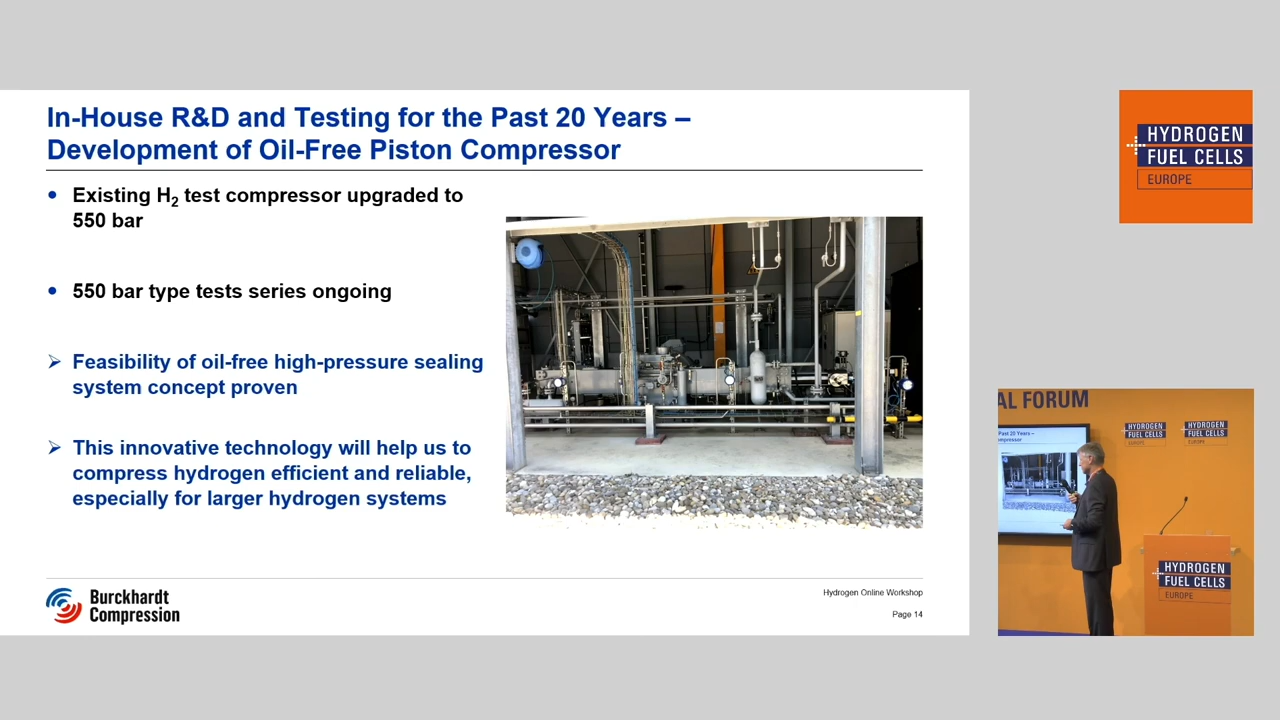 In-House R&D and Testing for the Past 20 Years –
Development of Oil-Free Piston Compressor
• Existing H2 test compressor upgraded to
550 bar
• 550 bar type tests series ongoing
➢ Feasibility of oil-free high-pressure sealing
system concept proven
➢ This innovative technology will help us to
compress hydrogen efficient and reliable,
especially for larger hydrogen systems
Burckhardt
Compression
Hydrogen Online Workshop
Page 14
HYDROGEN
FUEL CELLS
EUROPE
AL FORUM
Past 20 Years –
mpressor
HYDROGEN
FUEL CELLS
EUROPE
HYDROGEN
FUEL CELLS
EUROPE
HYDROGEN
FUEL CELLS
EUROPE